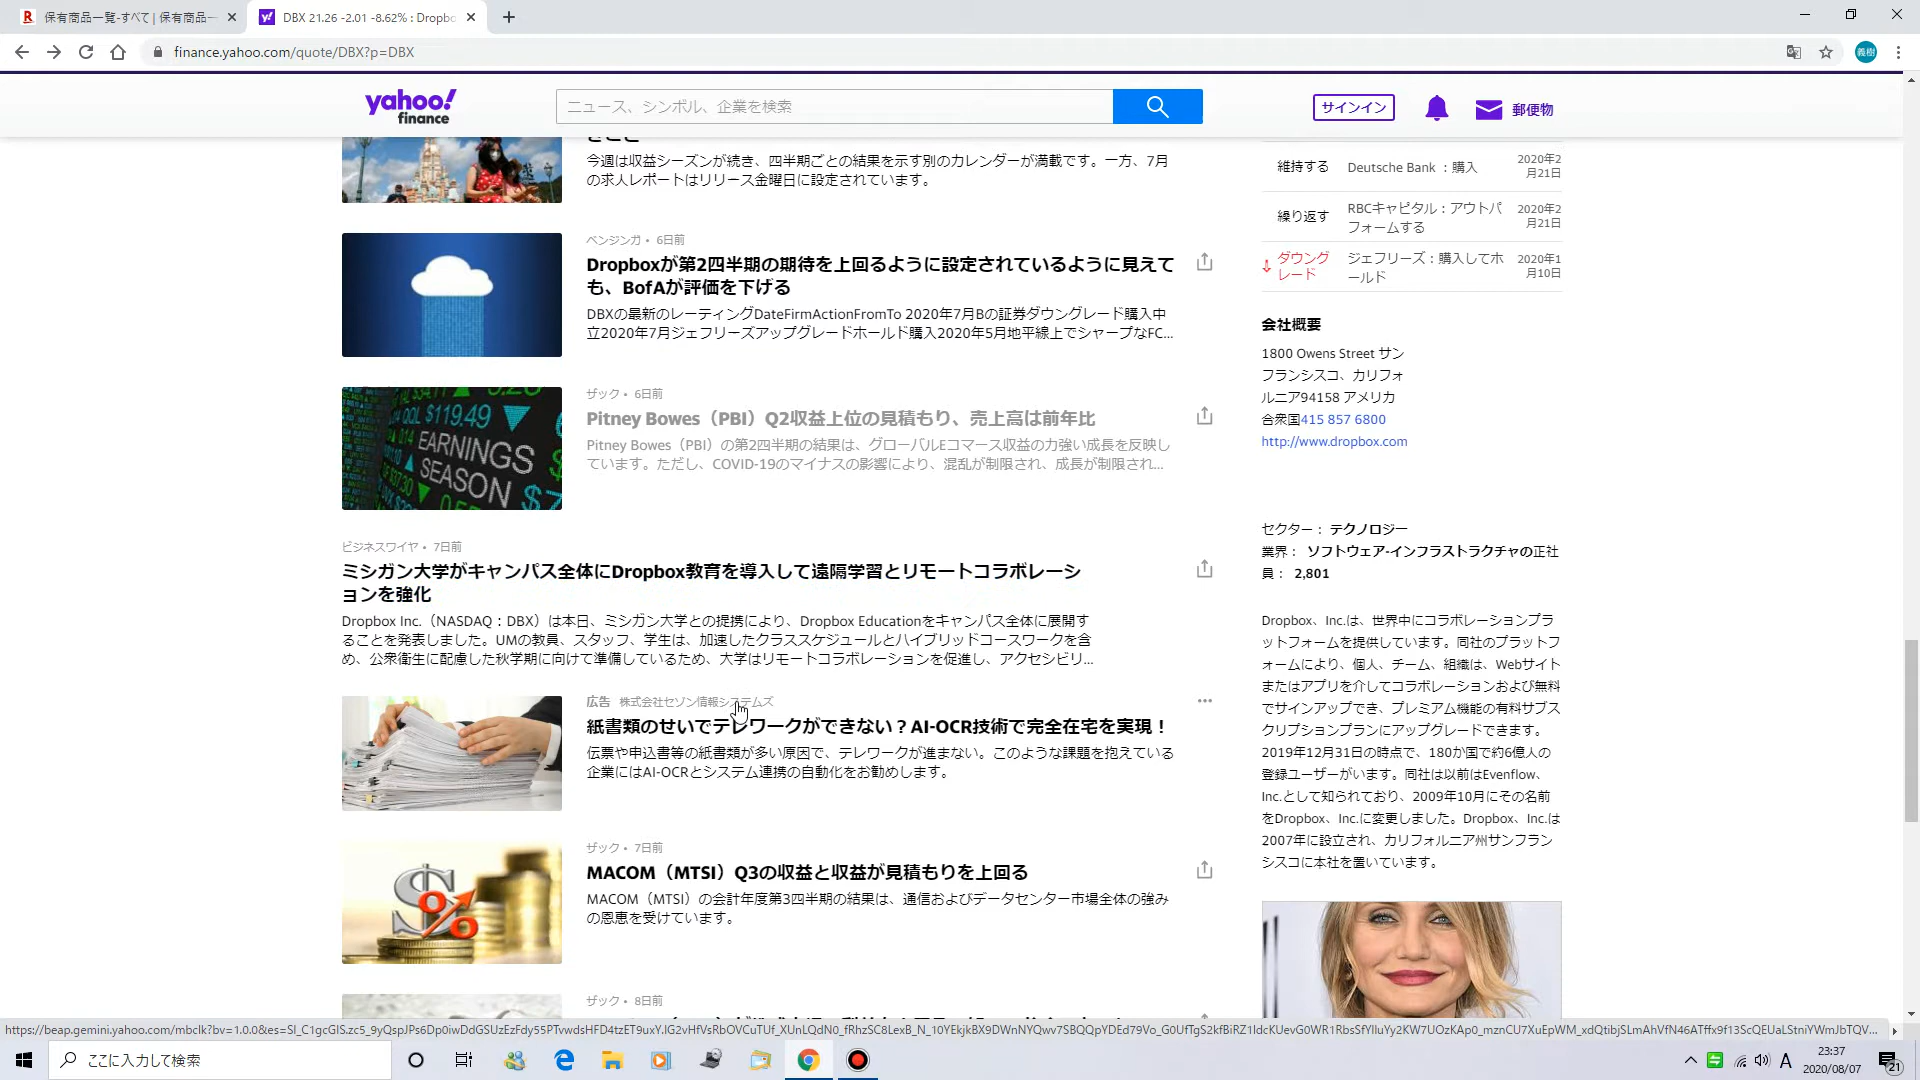 保有商品一覧-すべて | 保有商品一
DBX 21.26 -2.01 -8.62% : Dropbo
finance.yahoo.com/quote/DBX?p=DBX
義樹
yahoo!
finance
ニュース、シンボル、企業を検索
サインイン
郵便物
今週は収益シーズンが続き、四半期ごとの結果を示す別のカレンダーが満載です。一方、7月
の求人レポートはリリース金曜日に設定されています。
ベンジンガ • 6日前
Dropboxが第2四半期の期待を上回るように設定されているように見えて
も、BofAが評価を下げる
DBXの最新のレーティングDateFirmActionFromTo 2020年7月Bの証券ダウングレード購入中
立2020年7月ジェフリーズアップグレードホールド購入2020年5月地平線上でシャープなFC...
ザック • 6日前
Pitney Bowes（PBI）Q2収益上位の見積もり、売上高は前年比
Pitney Bowes（PBI）の第2四半期の結果は、グローバルEコマース収益の力強い成長を反映し
ています。ただし、COVID-19のマイナスの影響により、混乱が制限され、成長が制限され...
QQL $119.49
EARNINGS
SEASON
ビジネスワイヤ • 7日前
ミシガン大学がキャンパス全体にDropbox教育を導入して遠隔学習とリモートコラボレーシ
ョンを強化
Dropbox Inc.（NASDAQ：DBX）は本日、ミシガン大学との提携により、Dropbox Educationをキャンパス全体に展開す
ることを発表しました。UMの教員、スタッフ、学生は、加速したクラススケジュールとハイブリッドコースワークを含
め、公衆衛生に配慮した秋学期に向けて準備しているため、大学はリモートコラボレーションを促進し、アクセシビリ...
広告 株式会社セゾン情報システムズ
紙書類のせいでテレワークができない？AI-OCR技術で完全在宅を実現！
伝票や申込書等の紙書類が多い原因で、テレワークが進まない。このような課題を抱えている
企業にはAI-OCRとシステム連携の自動化をお勧めします。
ザック • 7日前
MACOM（MTSI）Q3の収益と収益が見積もりを上回る
MACOM（MTSI）の会計年度第3四半期の結果は、通信およびデータセンター市場全体の強み
の恩恵を受けています。
ザック • 8日前
維持する Deutsche Bank ：購入 2020年2
月21日
繰り返す RBCキャピタル：アウトパ
フォームする 2020年2
月21日
ダウング
レード ジェフリーズ：購入してホ
ールド 2020年1
月10日
会社概要
1800 Owens Street サン
フランシスコ、カリフォ
ルニア94158 アメリカ
合衆国415 857 6800
http://www.dropbox.com
セクター： テクノロジー
業界： ソフトウェア-インフラストラクチャの正社
員： 2,801
Dropbox、Inc.は、世界中にコラボレーションプラ
ットフォームを提供しています。同社のプラットフ
ォームにより、個人、チーム、組織は、Webサイト
またはアプリを介してコラボレーションおよび無料
でサインアップでき、プレミアム機能の有料サブス
クリプションプランにアップグレードできます。
2019年12月31日の時点で、180か国で約6億人の
登録ユーザーがいます。同社は以前はEvenflow、
Inc.として知られており、2009年10月にその名前
をDropbox、Inc.に変更しました。Dropbox、Inc.は
2007年に設立され、カリフォルニア州サンフラン
シスコに本社を置いています。
ここに入力して検索
A
23:37
2020/08/07
21